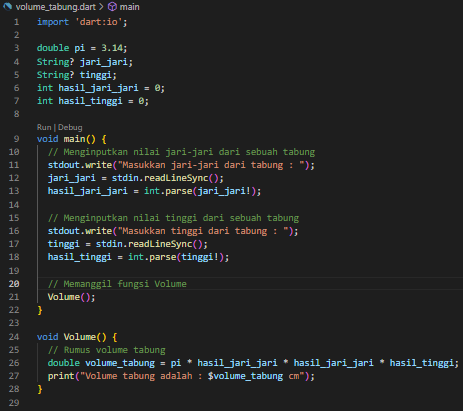 volume_tabung.dart > main
1 import 'dart:io';
2
3 double pi = 3.14;
4 String? jari_jari;
5 String? tinggi;
6 int hasil_jari_jari = 0;
7 int hasil_tinggi = 0;
8
Run | Debug
9 void main() {
10 // Menginputkan nilai jari-jari dari sebuah tabung
11 stdout.write("Masukkan jari-jari dari tabung : ");
12 jari_jari = stdin.readLineSync();
13 hasil_jari_jari = int.parse(jari_jari!);
14
15 // Menginputkan nilai tinggi dari sebuah tabung
16 stdout.write("Masukkan tinggi dari tabung : ");
17 tinggi = stdin.readLineSync();
18 hasil_tinggi = int.parse(tinggi!);
19
20 // Memanggil fungsi Volume
21 Volume();
22 }
23
24 void Volume() {
25 // Rumus volume tabung
26 double volume_tabung = pi * hasil_jari_jari * hasil_jari_jari * hasil_tinggi;
27 print("Volume tabung adalah : $volume_tabung cm");
28 }
29